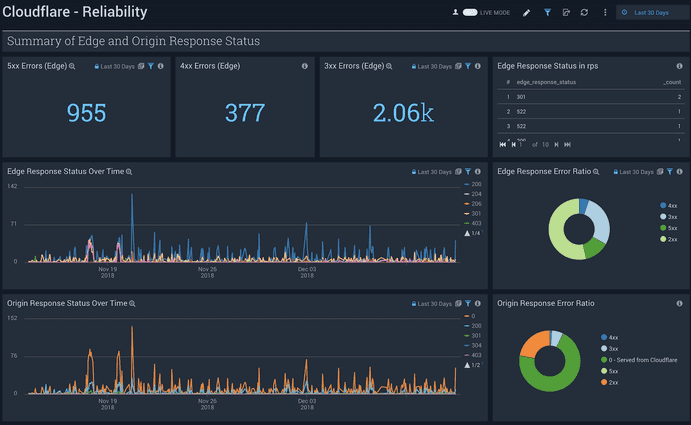 Cloudflare - Reliability
LIVE MODE
Last 30 Days
Summary of Edge and Origin Response Status
5xx Errors (Edge)
Last 30 Days
955
4xx Errors (Edge)
377
3xx Errors (Edge)
Last 30 Days
2.06k
Edge Response Status in rps
# edge_response_status _count
1 301 2
2 522 1
3 522 1
1 of 10
Edge Response Status Over Time
Last 30 Days
142
71
0
Nov 19
2018
Nov 26
2018
Dec 03
2018
200
204
206
301
403
1/4
Edge Response Error Ratio
Last 30 Days
4xx
3xx
5xx
2xx
Origin Response Status Over Time
Last 30 Days
152
76
0
Nov 19
2018
Nov 26
2018
Dec 03
2018
0
200
301
304
403
1/2
Origin Response Error Ratio
4xx
3xx
0 - Served from Cloudflare
5xx
2xx